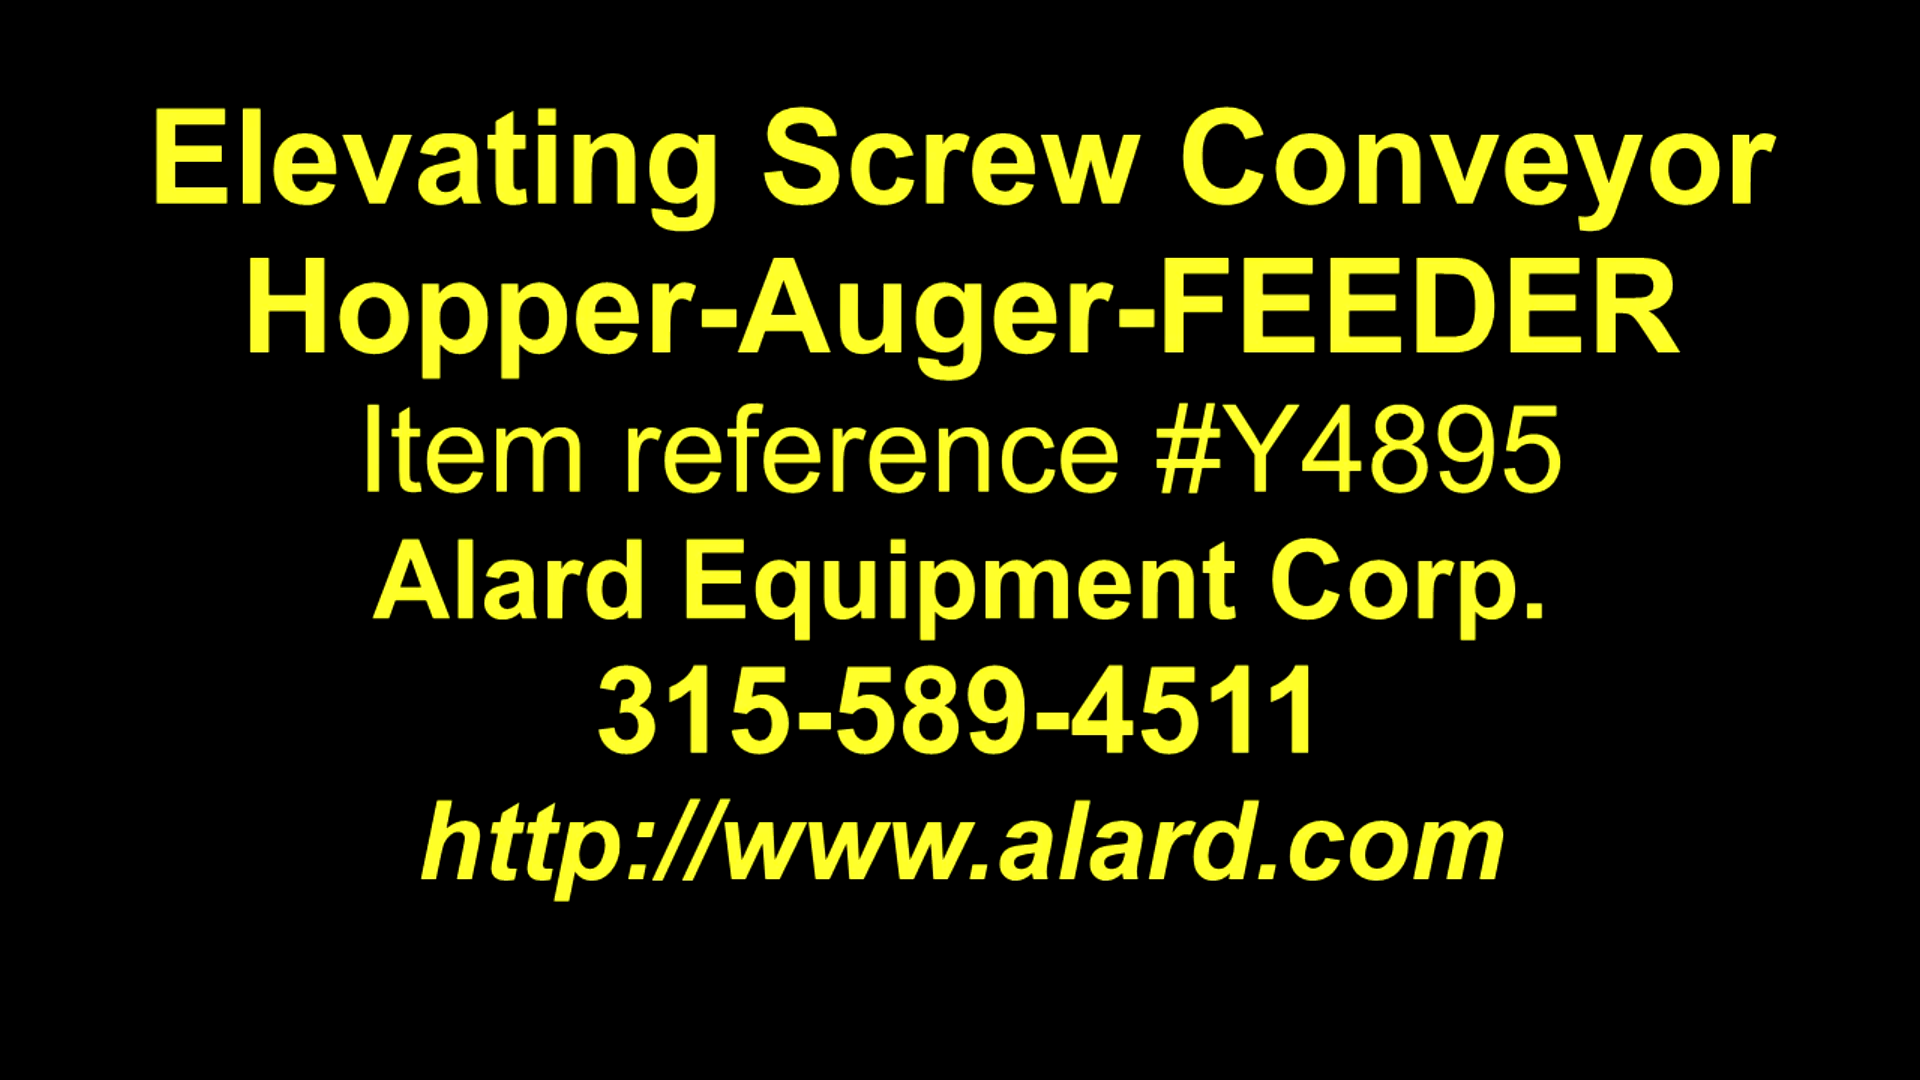 Elevating Screw Conveyor
Hopper-Auger-FEEDER
Item reference #Y4895
Alard Equipment Corp.
315-589-4511
http://www.alard.com